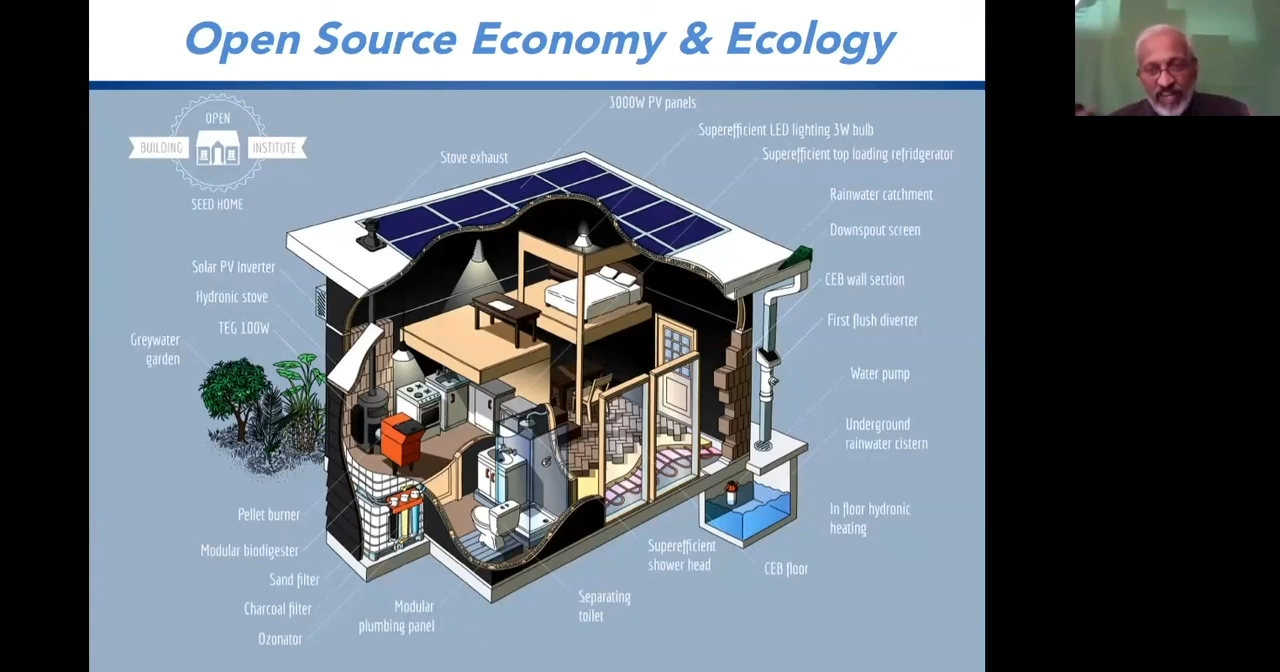 Open Source Economy & Ecology
OPEN
BUILDING
INSTITUTE
SEED HOME
3000W PV panels
Superefficient LED lighting 3W bulb
Superefficient top loading refridgerator
Stove exhaust
Rainwater catchment
Downspout screen
Solar PV Inverter
CEB wall section
Hydronic stove
First flush diverter
TEG 100W
Greywater
garden
Water pump
Underground
rainwater cistern
Pellet burner
In floor hydronic
heating
Modular biodigester
Superefficient
shower head
CEB floor
Sand filter
Charcoal filter
Modular
plumbing panel
Separating
toilet
Ozonator